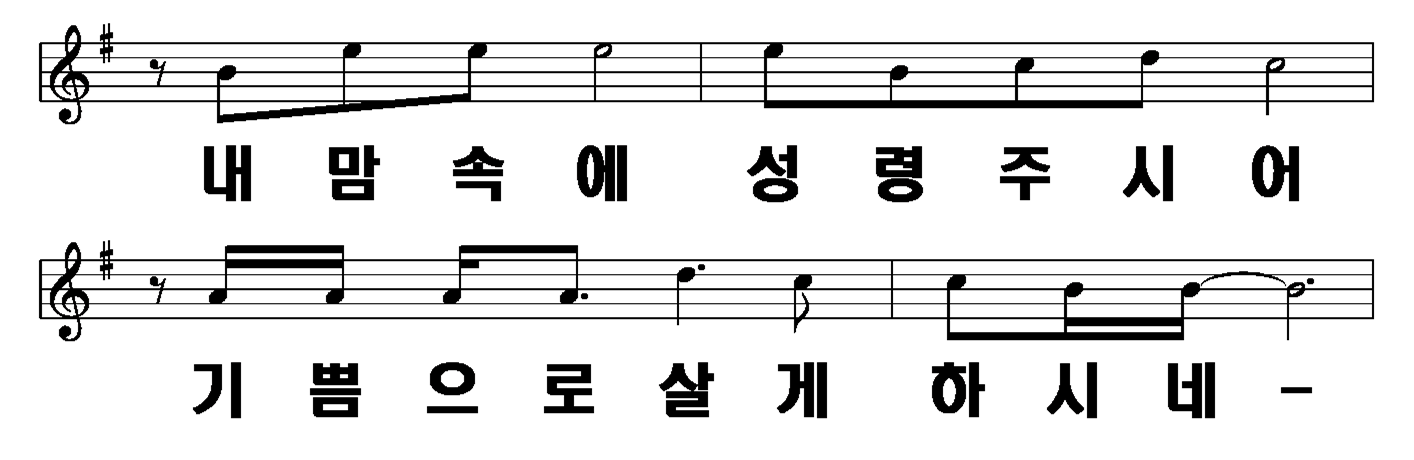 내 맘 속 에 성 령 주 시 어
기 쁨 으 로 살 게 하 시 네 -